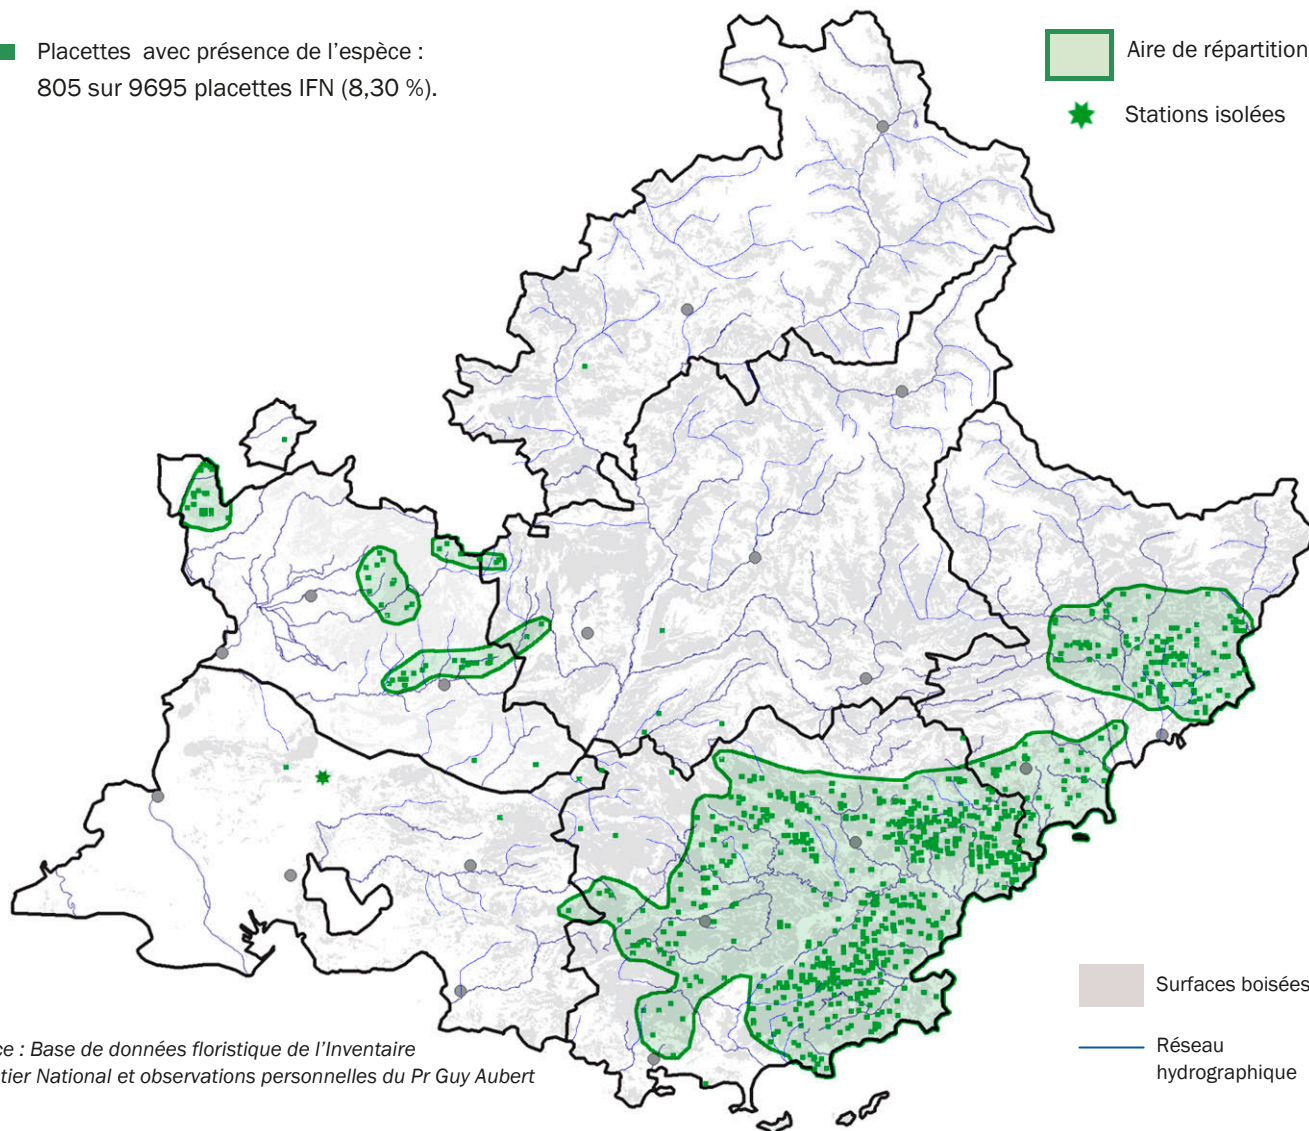 Placettes avec présence de l'espèce :
805 sur 9695 placettes IFN (8,30 %).
Aire de répartition
Stations isolées
Surfaces boisées
Réseau
hydrographique
ce : Base de données floristique de l'Inventaire
tier National et observations personnelles du Pr Guy Aubert